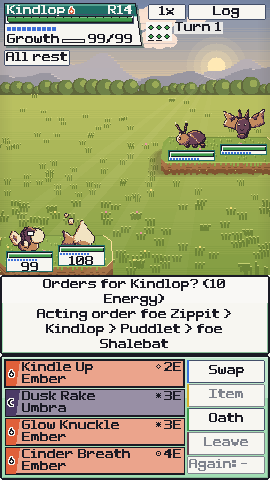 Kindlop R14
Growth 99/99
1x Log
Turn 1
All rest
99 108
Orders for Kindlop? (10
Energy)
Acting order foe Zippit >
Kindlop > Puddlet > foe
Shalebat
Kindle Up 2E
Ember
Dusk Rake *3E
Umbra
Glow Knuckle *3E
Ember
Cinder Breath 4E
Ember
Swap
Item
Oath
Leave
Again: -